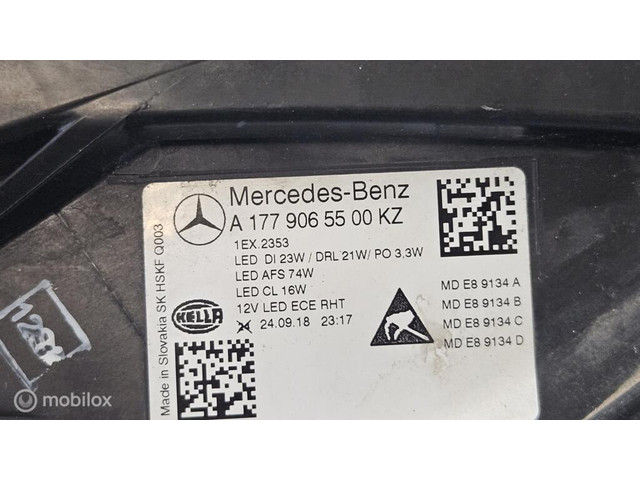 Mercedes-Benz
A 177 906 55 00 KZ
1EX.2353
LED DI 23W / DRL 21W/ PO 3,3W
LED AFS 74W
LED CL 16W
12V LED ECE RHT
24.09.18 23:17
HELLA
MD E8 9134 A
MD E8 9134 B
MD E8 9134 C
MD E8 9134 D
Made in Slovakia SK HSKF Q003
mobilox